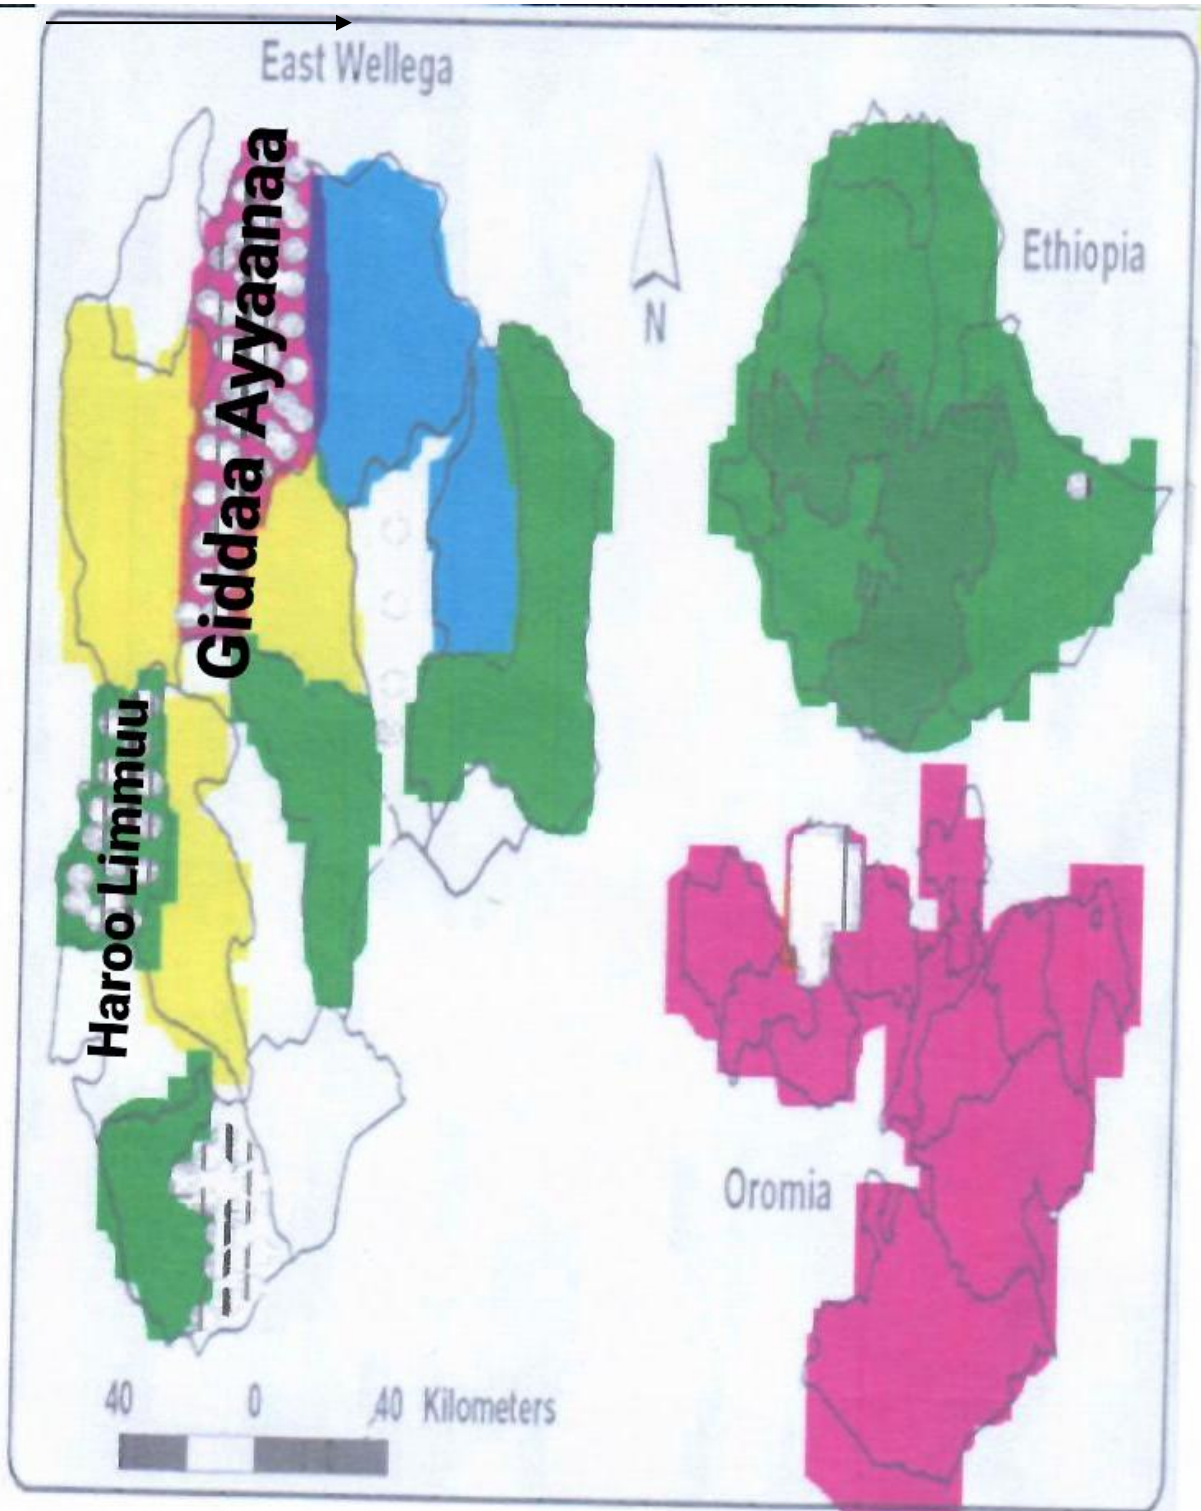 East Wellega
Giddaa Ayyaanaa
Ethiopia
N
Haroo Limmuu
Oromia
40 0 40 Kilometers